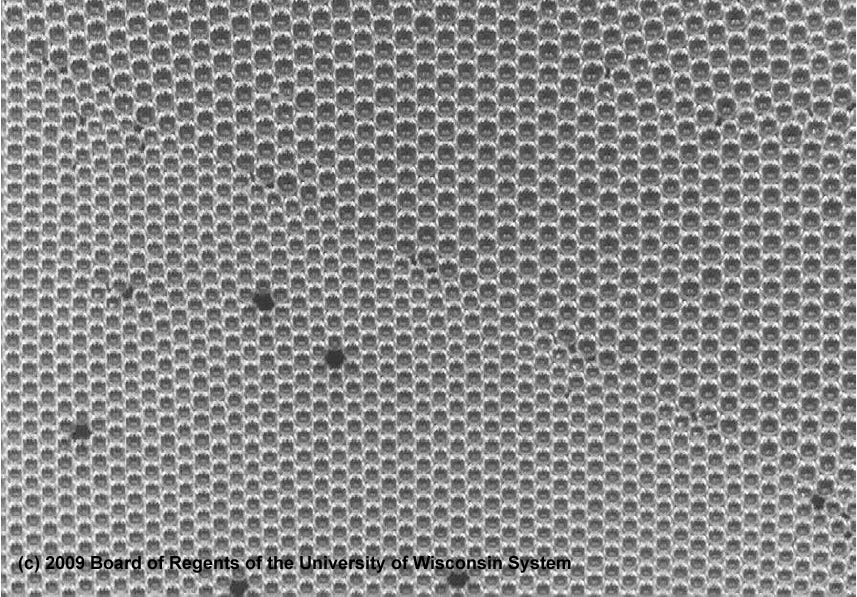 (c) 2009 Board of Regents of the University of Wisconsin System